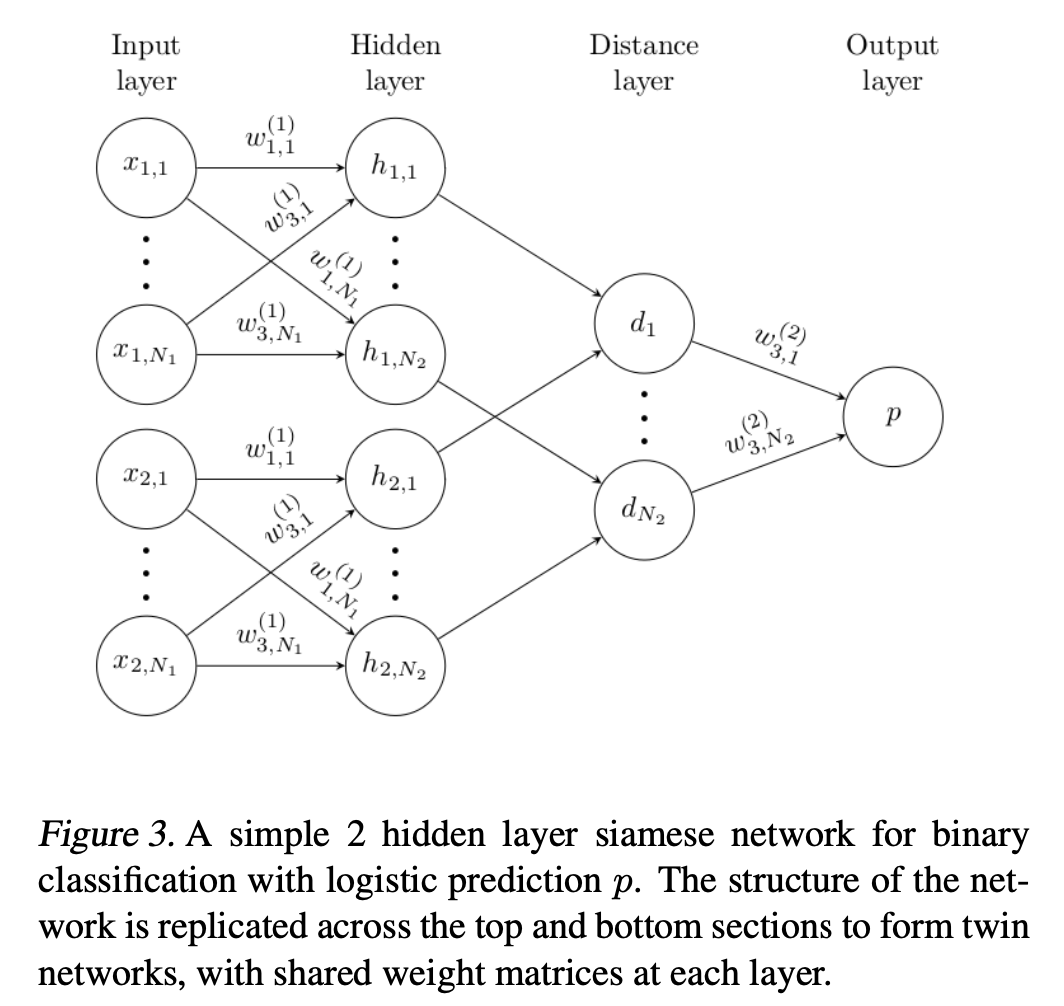 Input layer
Hidden layer
Distance layer
Output layer
x_{1,1}
w_{1,1}^{(1)}
h_{1,1}
w_{3,1}^{(1)}
w_{1,N_1}^{(1)}
x_{1,N_1}
w_{3,N_1}^{(1)}
h_{1,N_2}
d_1
w_{3,1}^{(2)}
p
x_{2,1}
w_{1,1}^{(1)}
h_{2,1}
w_{3,N_2}^{(2)}
d_{N_2}
w_{3,1}^{(1)}
w_{1,N_1}^{(1)}
x_{2,N_1}
w_{3,N_1}^{(1)}
h_{2,N_2}
Figure 3. A simple 2 hidden layer siamese network for binary
classification with logistic prediction p. The structure of the net-
work is replicated across the top and bottom sections to form twin
networks, with shared weight matrices at each layer.